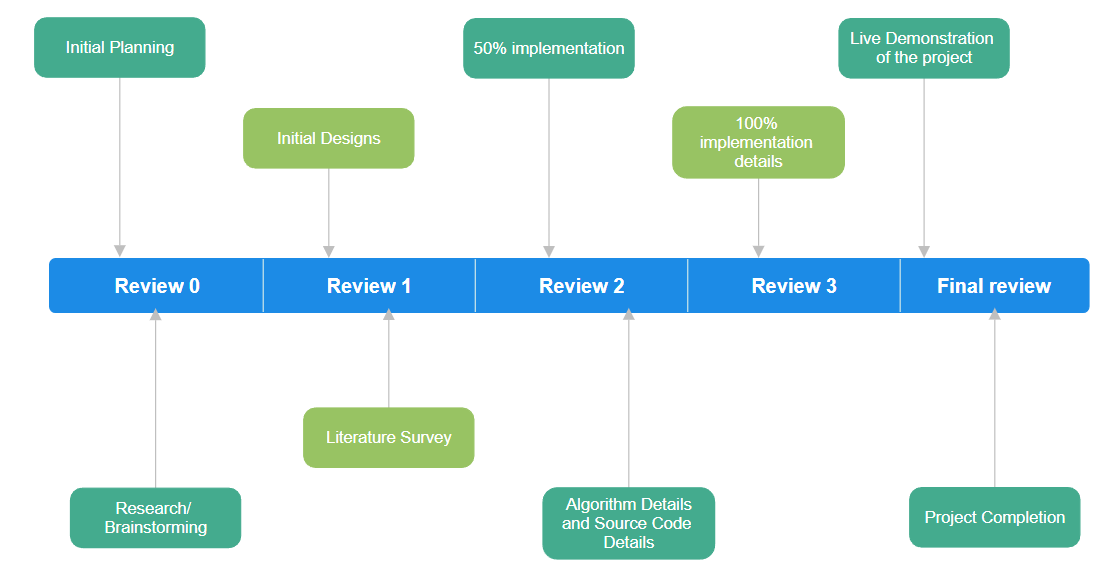 Initial Planning
50% implementation
Live Demonstration
of the project
Initial Designs
100%
implementation
details
Review 0
Review 1
Review 2
Review 3
Final review
Literature Survey
Research/
Brainstorming
Algorithm Details
and Source Code
Details
Project Completion